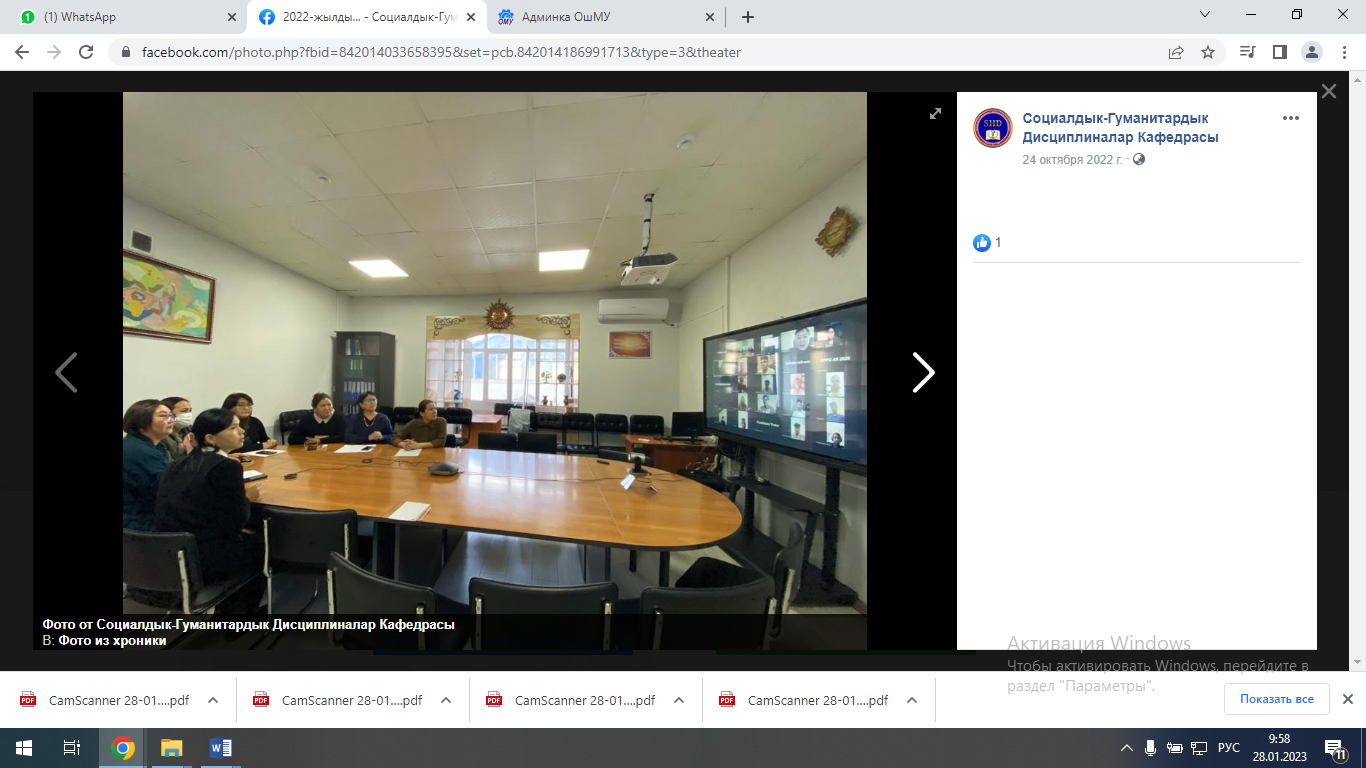 (1) WhatsApp
2022-жылды... - Социалдык-Гум
Админка ОшМУ
facebook.com/photo.php?fbid=842014033658395&set=pcb.842014186991713&type=3&theater
Социалдык-Гуманитардык
Дисциплиналар Кафедрасы
24 октября 2022 г. ·
1
Фото от Социалдык-Гуманитардык Дисциплиналар Кафедрасы
В: Фото из хроники
Активация Windows
Чтобы активировать Windows, перейдите в
раздел "Параметры".
CamScanner 28-01....pdf
CamScanner 28-01....pdf
CamScanner 28-01....pdf
CamScanner 28-01....pdf
Показать все
РУС
9:58
28.01.2023
11